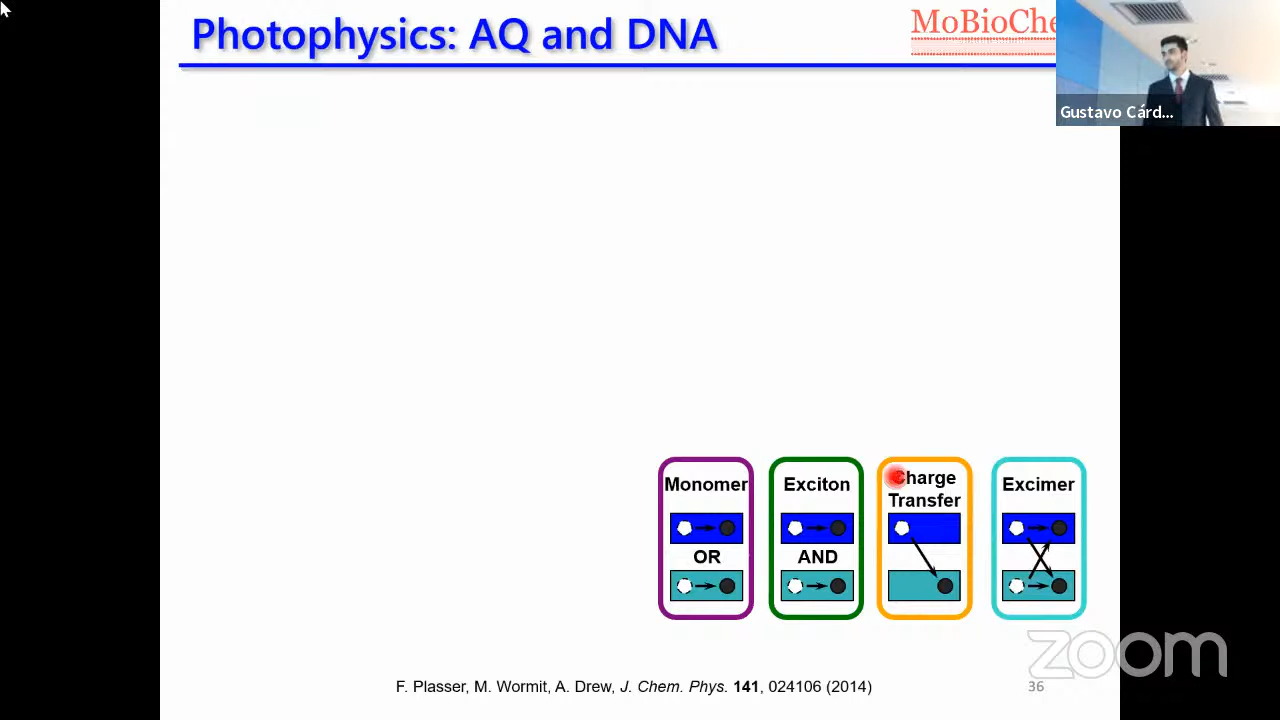 Photophysics: AQ and DNA
MoBioChe
Gustavo Cárd...
Monomer
OR
Exciton
AND
Charge
Transfer
Excimer
zoom
F. Plasser, M. Wormit, A. Drew, J. Chem. Phys. 141, 024106 (2014)
36